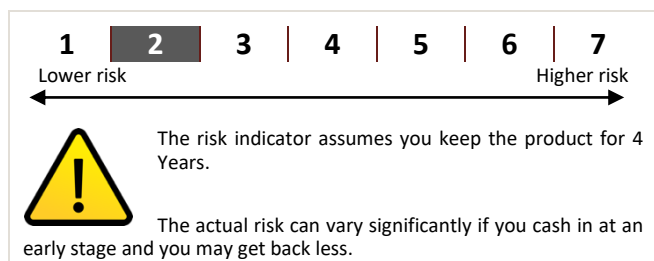 1 2 3 4 5 6 7
Lower risk Higher risk
The risk indicator assumes you keep the product for 4
Years.
The actual risk can vary significantly if you cash in at an
early stage and you may get back less.